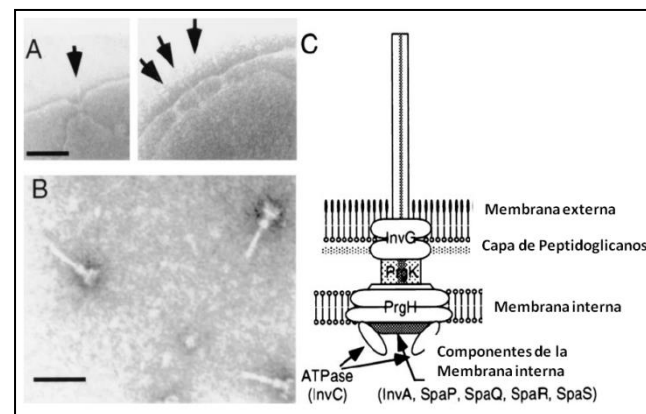 A
B
C
InvG
PrgK
PrgH
Membrana externa
Capa de Peptidoglicanos
Membrana interna
Componentes de la
Membrana interna
ATPase
(InvC)
(InvA, SpaP, SpaQ, SpaR, SpaS)